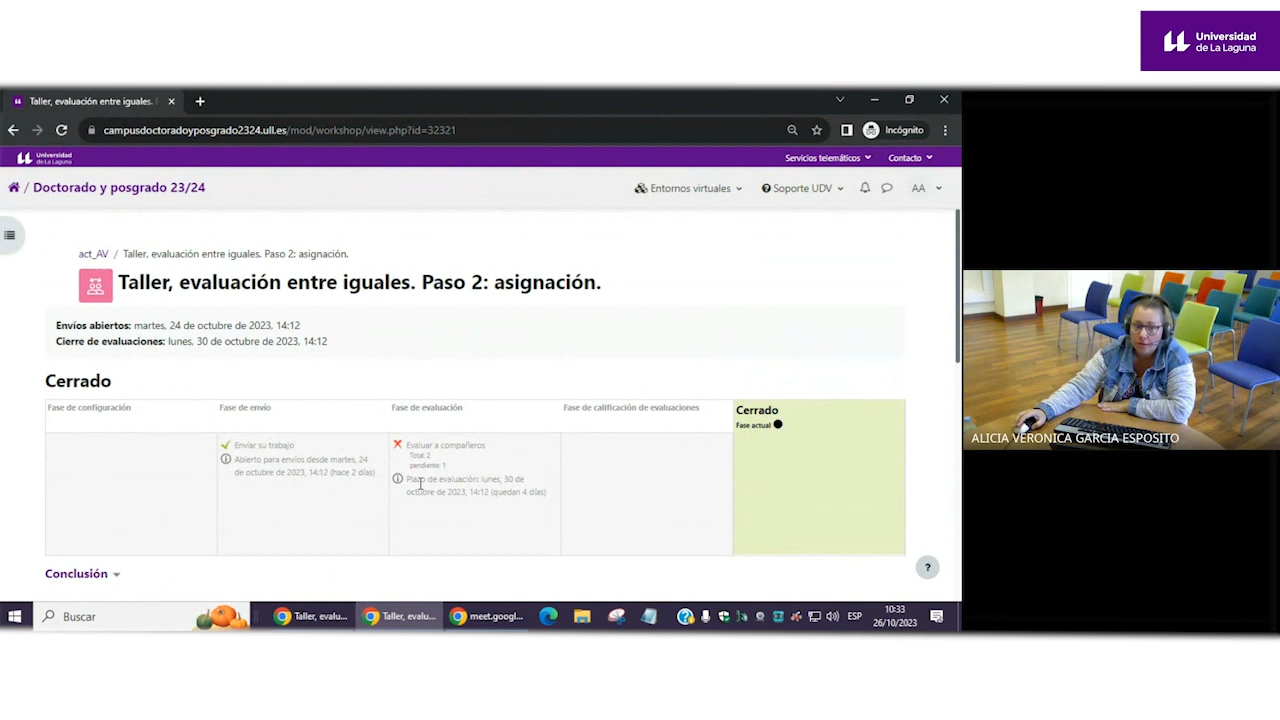 Universidad
de La Laguna
Taller, evaluación entre iguales. P
campusdoctoradoyposgrado2324.ull.es/mod/workshop/view.php?id=32321
Incógnito
Universidad
de La Laguna
Servicios telemáticos
Contacto
/ Doctorado y posgrado 23/24
Entornos virtuales
Soporte UDV
AA
act_AV / Taller, evaluación entre iguales. Paso 2: asignación.
Taller, evaluación entre iguales. Paso 2: asignación.
Envíos abiertos: martes, 24 de octubre de 2023, 14:12
Cierre de evaluaciones: lunes, 30 de octubre de 2023, 14:12
Cerrado
Fase de configuración
Fase de envío
Enviar su trabajo
Abierto para envíos desde martes, 24
de octubre de 2023, 14:12 (hace 2 días)
Fase de evaluación
Evaluar a compañeros
Total: 2
pendiente: 1
Plazo de evaluación: lunes, 30 de
octubre de 2023, 14:12 (quedan 4 días)
Fase de calificación de evaluaciones
Cerrado
Fase actual
Conclusión
?
ALICIA VERONICA GARCIA ESPOSITO
Buscar
Taller, evalu...
Taller, evalu...
meet.googl...
ESP
10:33
26/10/2023